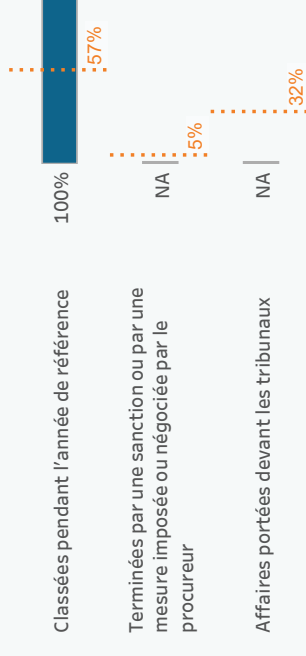 Classées pendant l'année de référence
100%
57%
Terminées par une sanction ou par une
mesure imposée ou négociée par le
procureur
NA
5%
Affaires portées devant les tribunaux
NA
32%